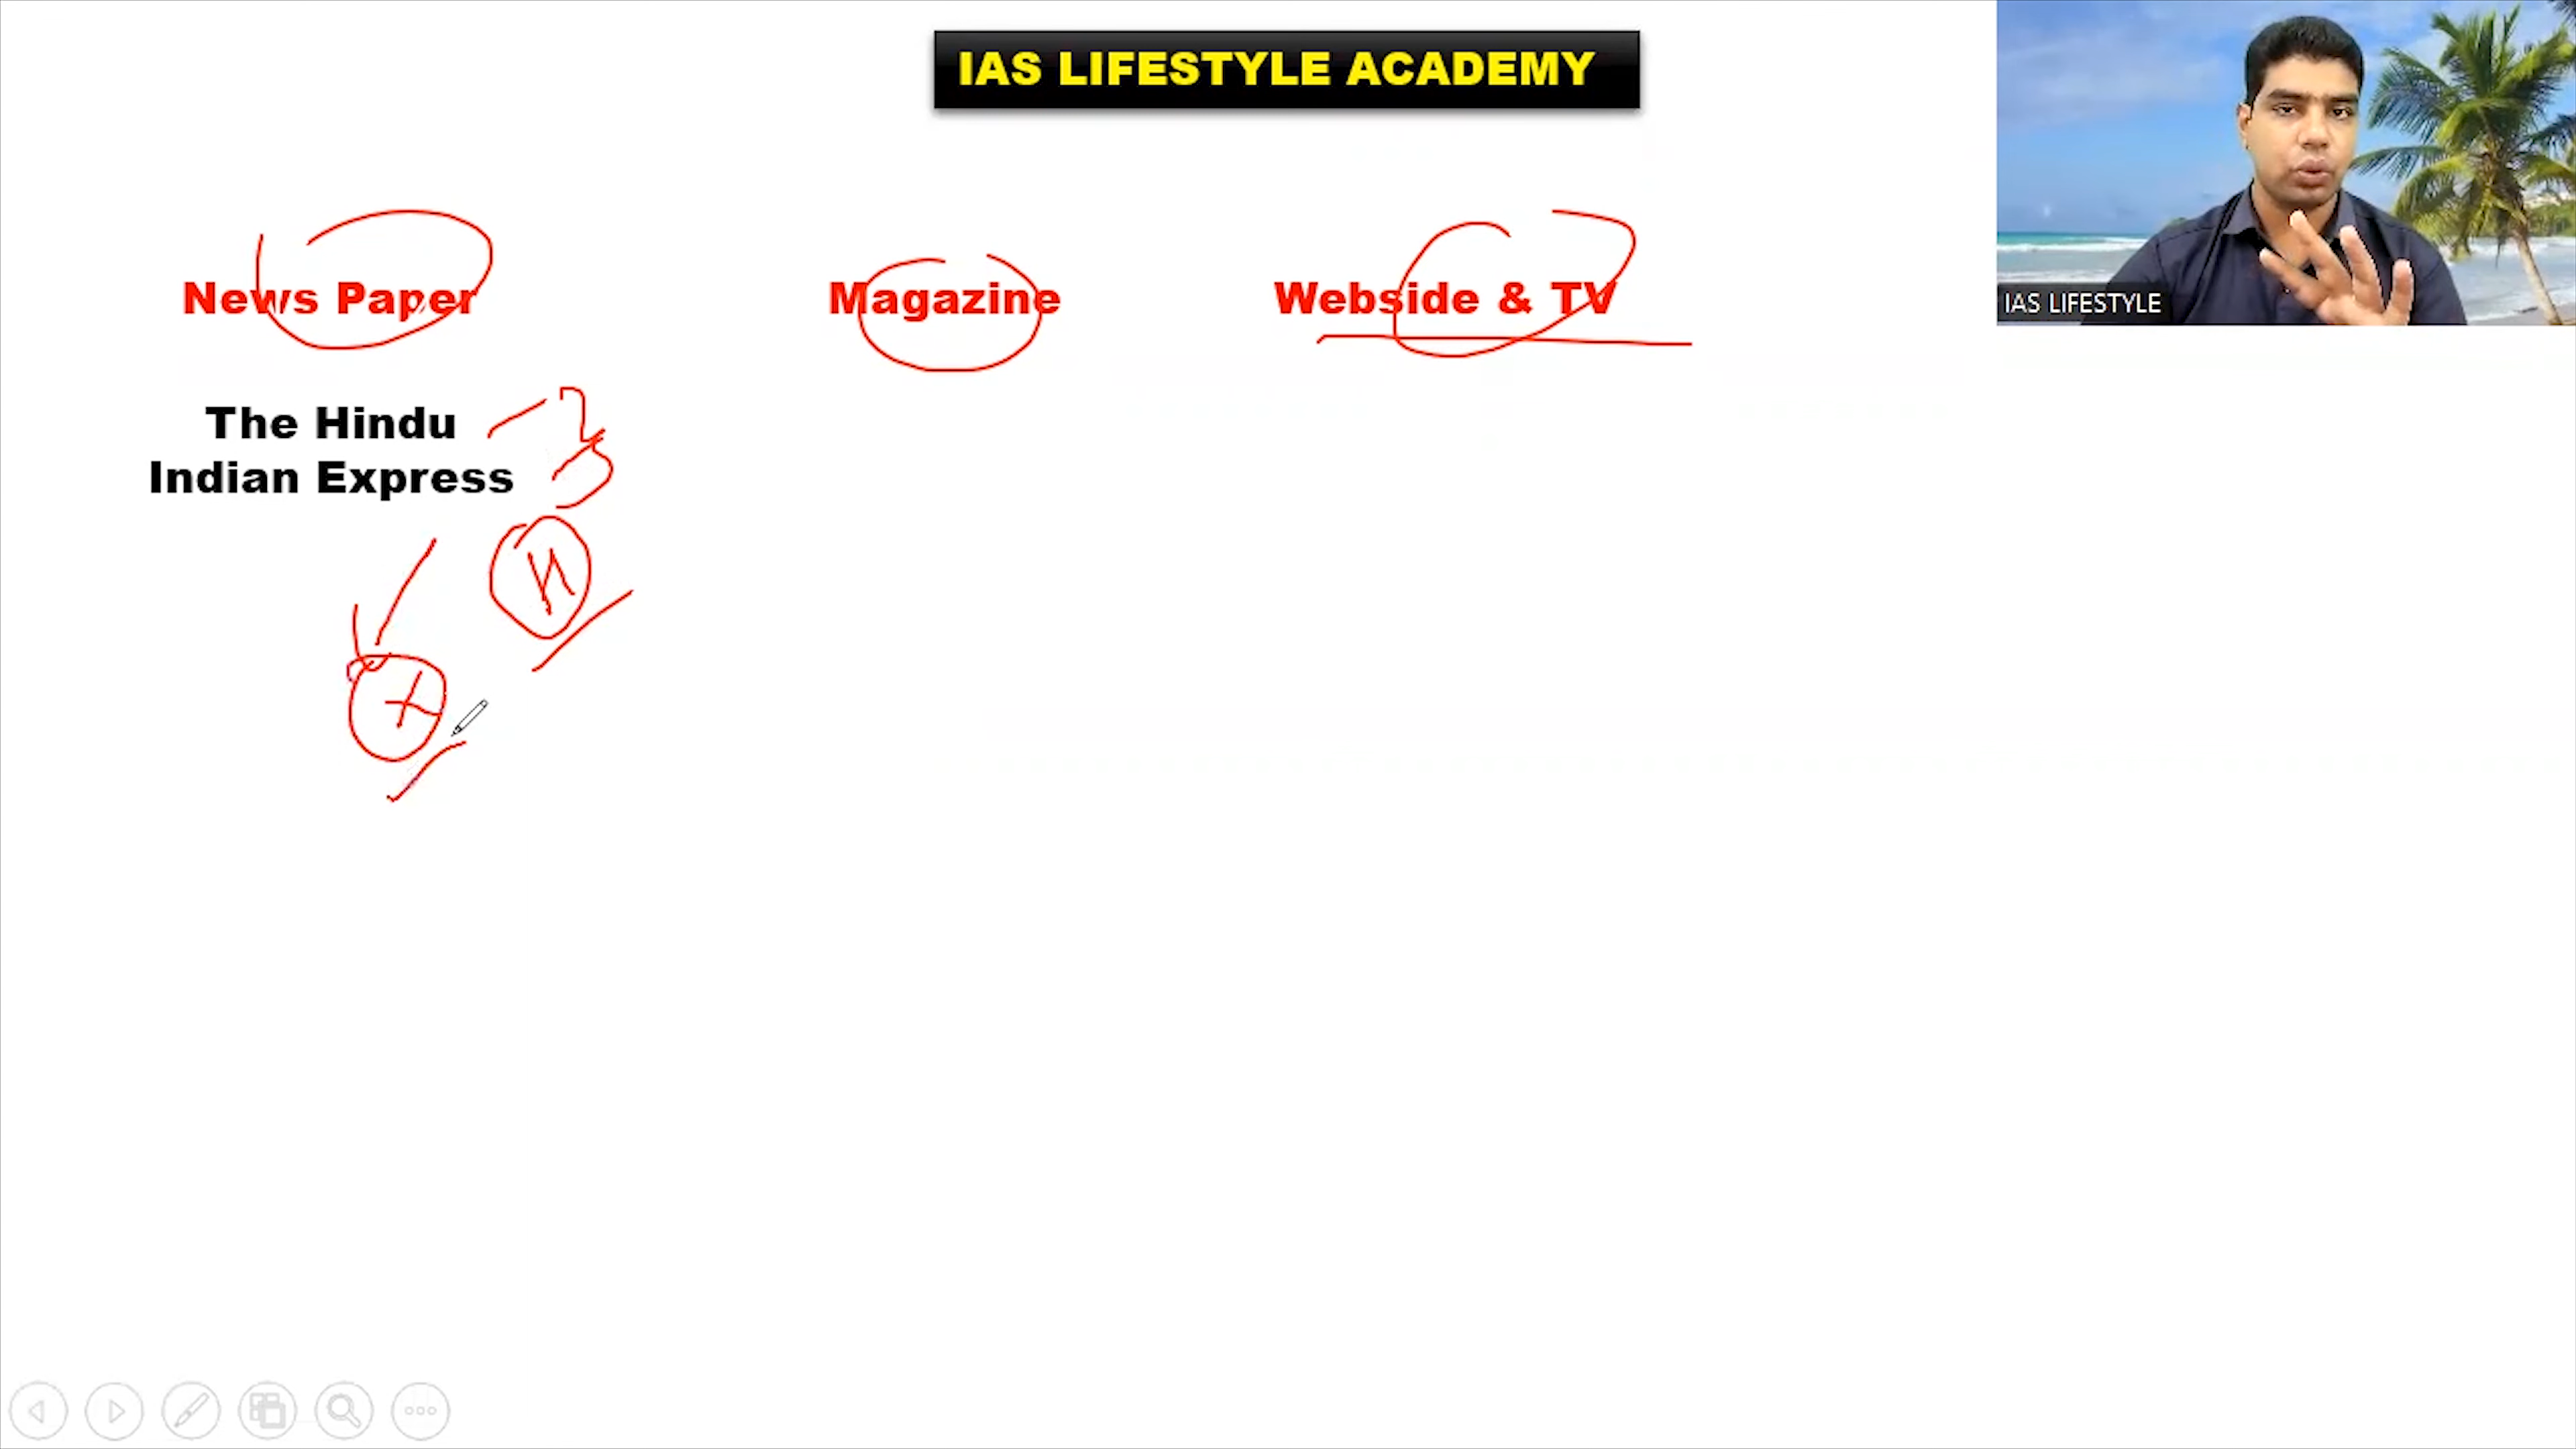 IAS LIFESTYLE ACADEMY
IAS LIFESTYLE
News Paper
Magazine
Webside & TV
The Hindu
Indian Express